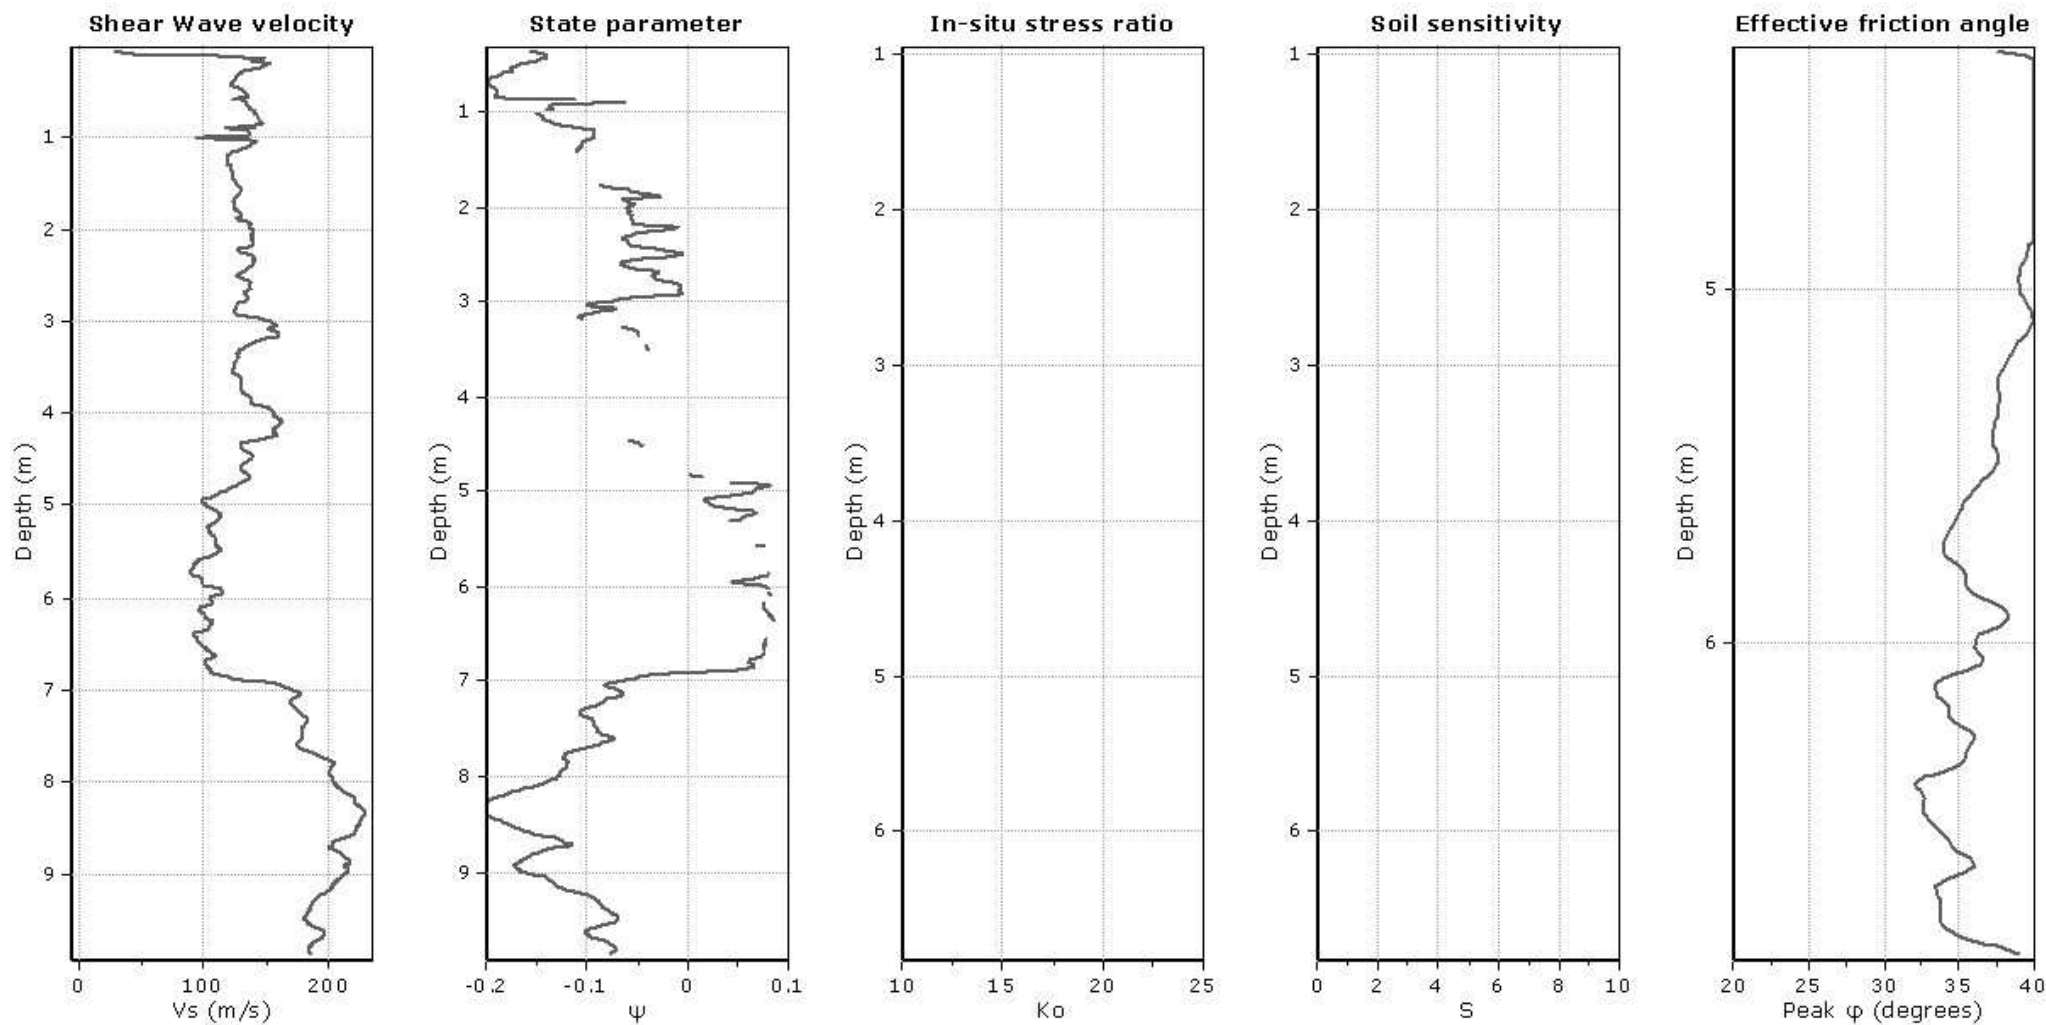 Shear Wave velocity
Depth (m)
1
2
3
4
5
6
7
8
9
0 100 200
Vs (m/s)
State parameter
Depth (m)
1
2
3
4
5
6
7
8
9
-0.2 -0.1 0 0.1
ψ
In-situ stress ratio
Depth (m)
1
2
3
4
5
6
10 15 20 25
Ko
Soil sensitivity
Depth (m)
1
2
3
4
5
6
0 2 4 6 8 10
S
Effective friction angle
Depth (m)
5
6
20 25 30 35 40
Peak φ (degrees)